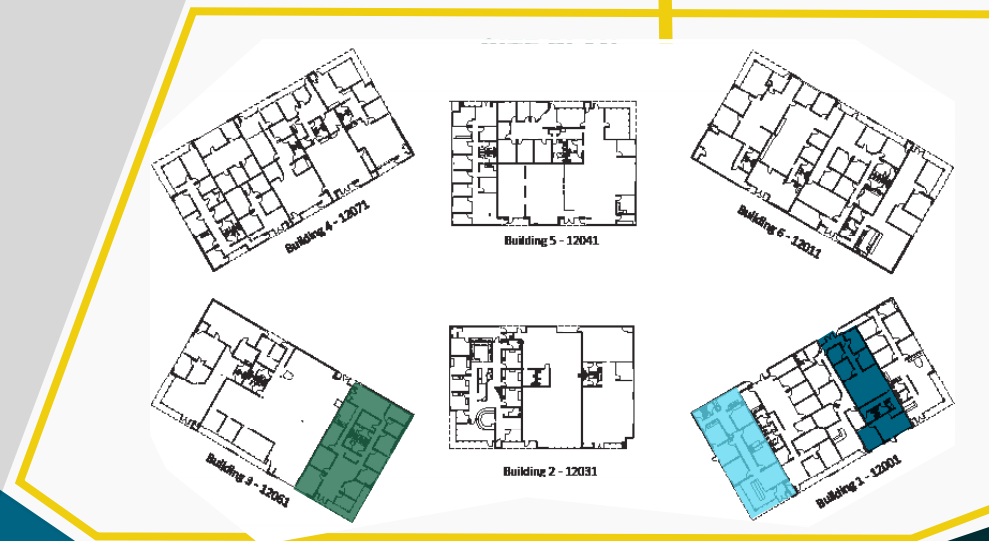 Building 4 - 12071
Building 5 - 12041
Building 6 - 12011
Building 3 - 12061
Building 2 - 12031
Building 1 - 12001